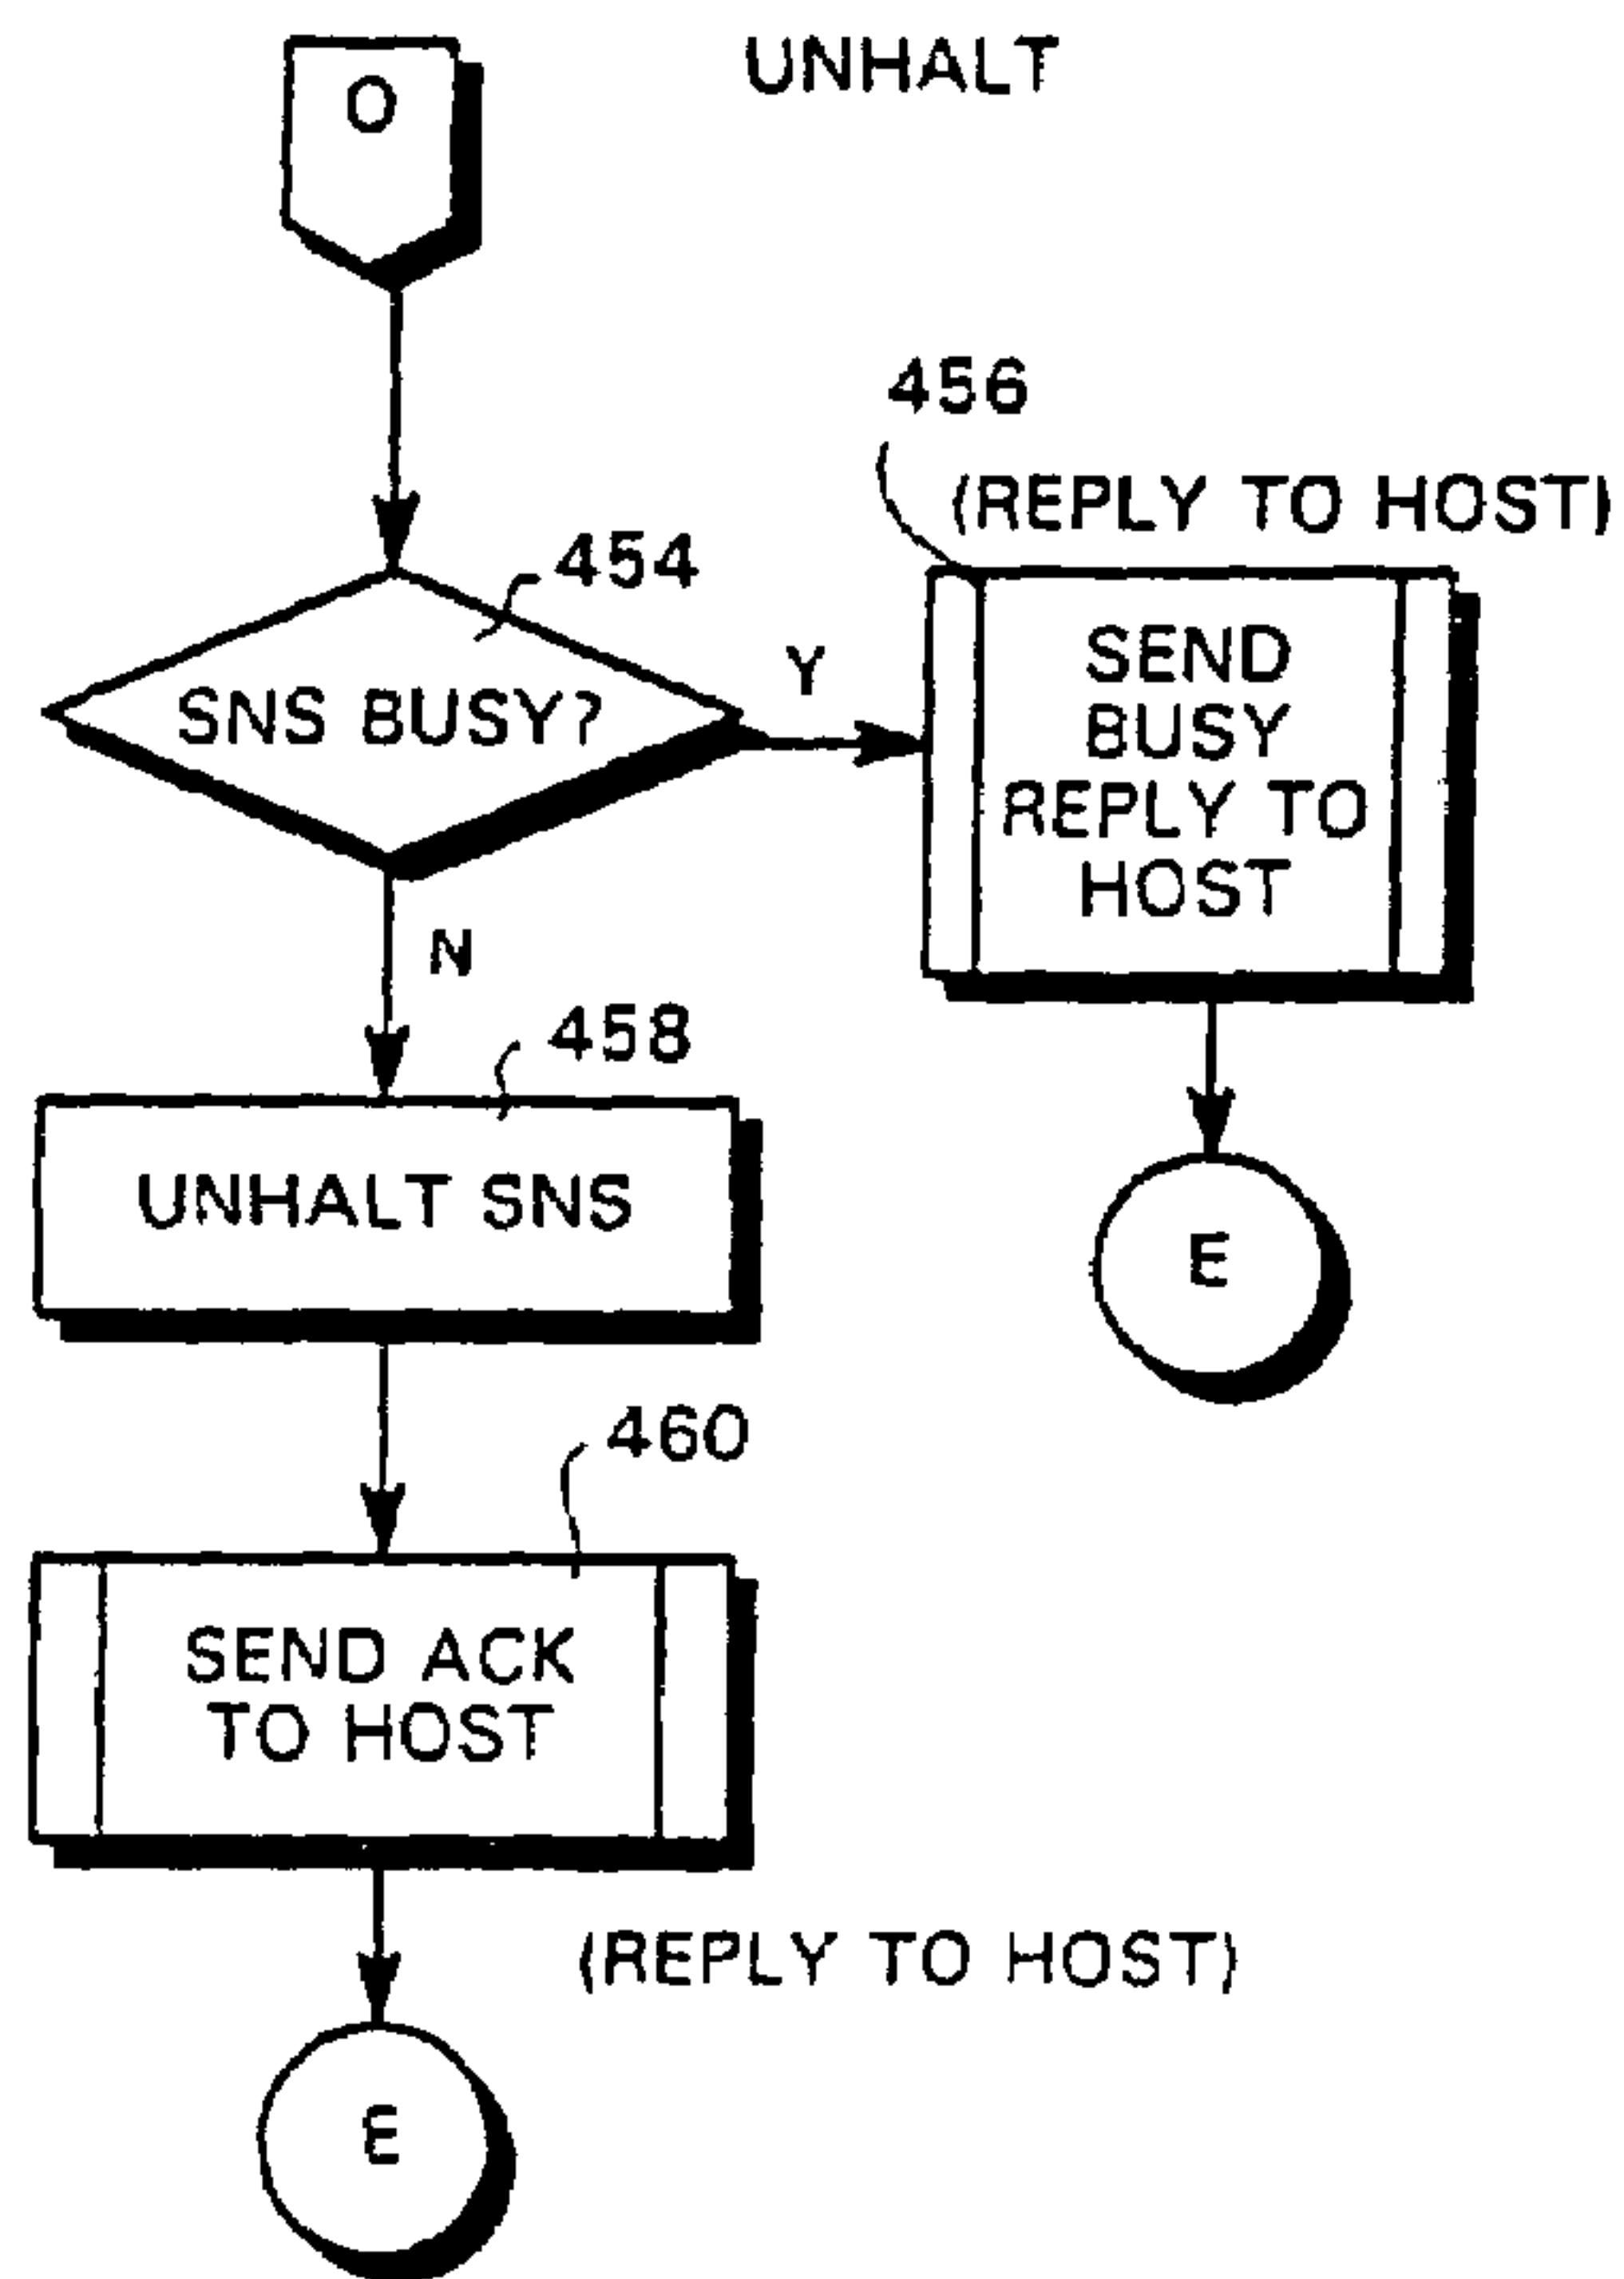 UNHALT
O
456
(REPLY TO HOST)
454
SNS BUSY?
Y
SEND
BUSY
REPLY TO
HOST
N
458
UNHALT SNS
E
460
SEND ACK
TO HOST
(REPLY TO HOST)
E